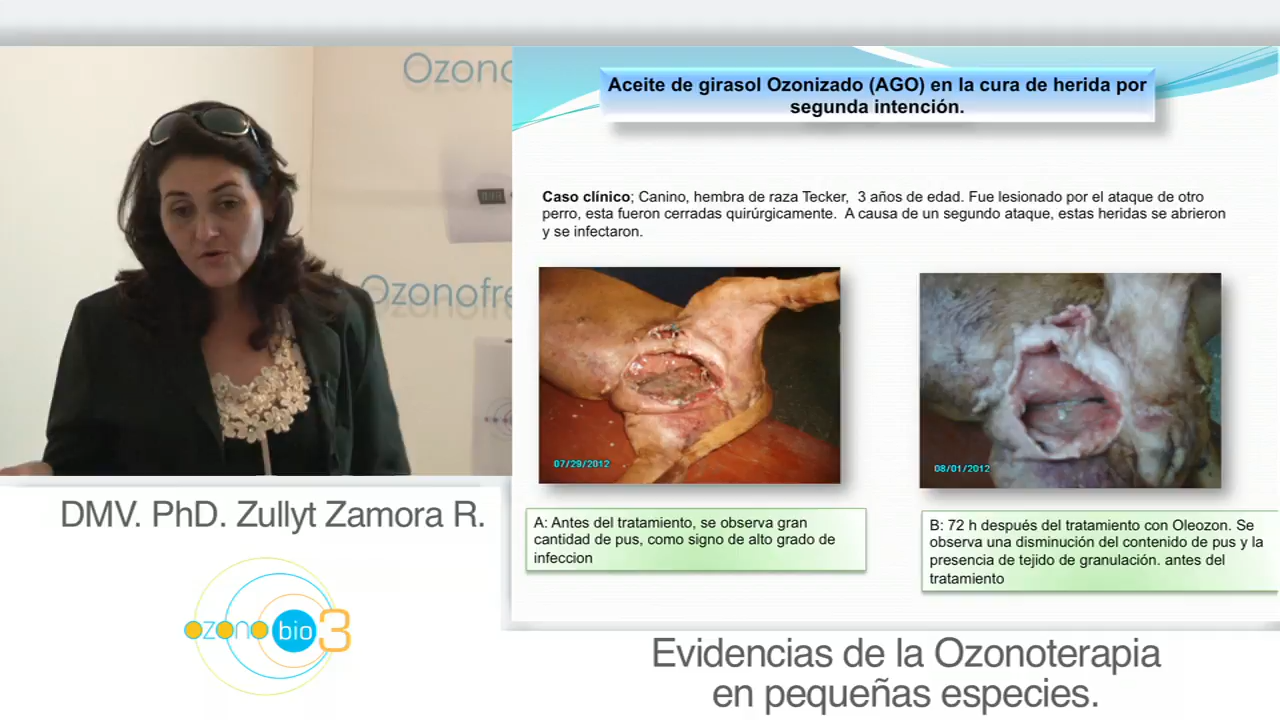 Ozono
Ozonofre
Aceite de girasol Ozonizado (AGO) en la cura de herida por
segunda intención.
Caso clínico; Canino, hembra de raza Tecker, 3 años de edad. Fue lesionado por el ataque de otro
perro, esta fueron cerradas quirúrgicamente. A causa de un segundo ataque, estas heridas se abrieron
y se infectaron.
07/29/2012
08/01/2012
A: Antes del tratamiento, se observa gran
cantidad de pus, como signo de alto grado de
infeccion
B: 72 h después del tratamiento con Oleozon. Se
observa una disminución del contenido de pus y la
presencia de tejido de granulación. antes del
tratamiento
DMV. PhD. Zullyt Zamora R.
ozono bio 3
Evidencias de la Ozonoterapia
en pequeñas especies.